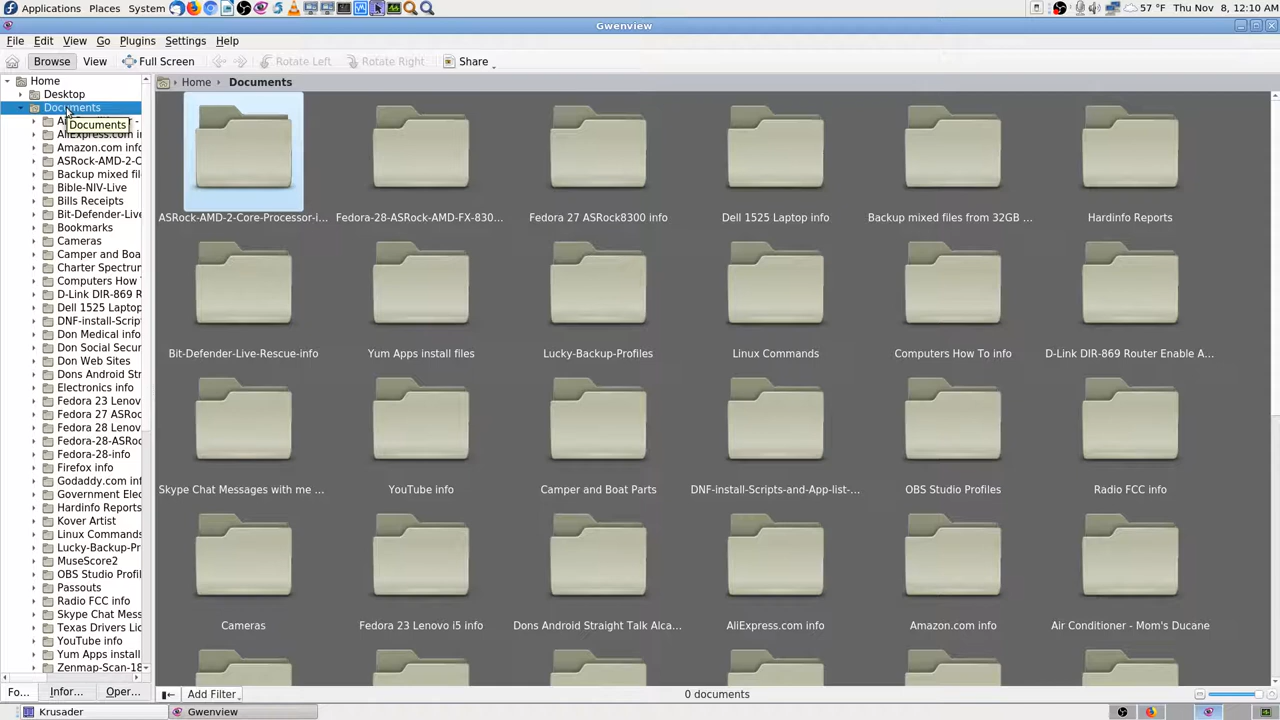 Applications Places System 57 °F Thu Nov 8, 12:10 AM
Gwenview
File Edit View Go Plugins Settings Help
Browse View Full Screen Rotate Left Rotate Right Share
Home
Desktop
Documents
Documents
AliExpress.com in
Amazon.com info
ASRock-AMD-2-C
Backup mixed fil
Bible-NIV-Live
Bills Receipts
Bit-Defender-Live
Bookmarks
Cameras
Camper and Boa
Charter Spectrun
Computers How
D-Link DIR-869 R
Dell 1525 Laptop
DNF-install-Scrip
Don Medical info
Don Social Secur
Don Web Sites
Dons Android Str
Electronics info
Fedora 23 Lenov
Fedora 27 ASRo
Fedora 28 Lenov
Fedora-28-ASRo
Fedora-28-info
Firefox info
Godaddy.com inf
Government Elec
Hardinfo Reports
Kover Artist
Linux Commands
Lucky-Backup-Pr
MuseScore2
OBS Studio Profil
Passouts
Radio FCC info
Skype Chat Mess
Texas Drivers Lic
YouTube info
Yum Apps install
Zenmap-Scan-18
Fo... Infor... Oper...
Home Documents
ASRock-AMD-2-Core-Processor-i... Fedora-28-ASRock-AMD-FX-830... Fedora 27 ASRock8300 info Dell 1525 Laptop info Backup mixed files from 32GB ... Hardinfo Reports
Bit-Defender-Live-Rescue-info Yum Apps install files Lucky-Backup-Profiles Linux Commands Computers How To info D-Link DIR-869 Router Enable A...
Skype Chat Messages with me ... YouTube info Camper and Boat Parts DNF-install-Scripts-and-App-list-... OBS Studio Profiles Radio FCC info
Cameras Fedora 23 Lenovo i5 info Dons Android Straight Talk Alca... AliExpress.com info Amazon.com info Air Conditioner - Mom's Ducane
Add Filter 0 documents
Krusader Gwenview